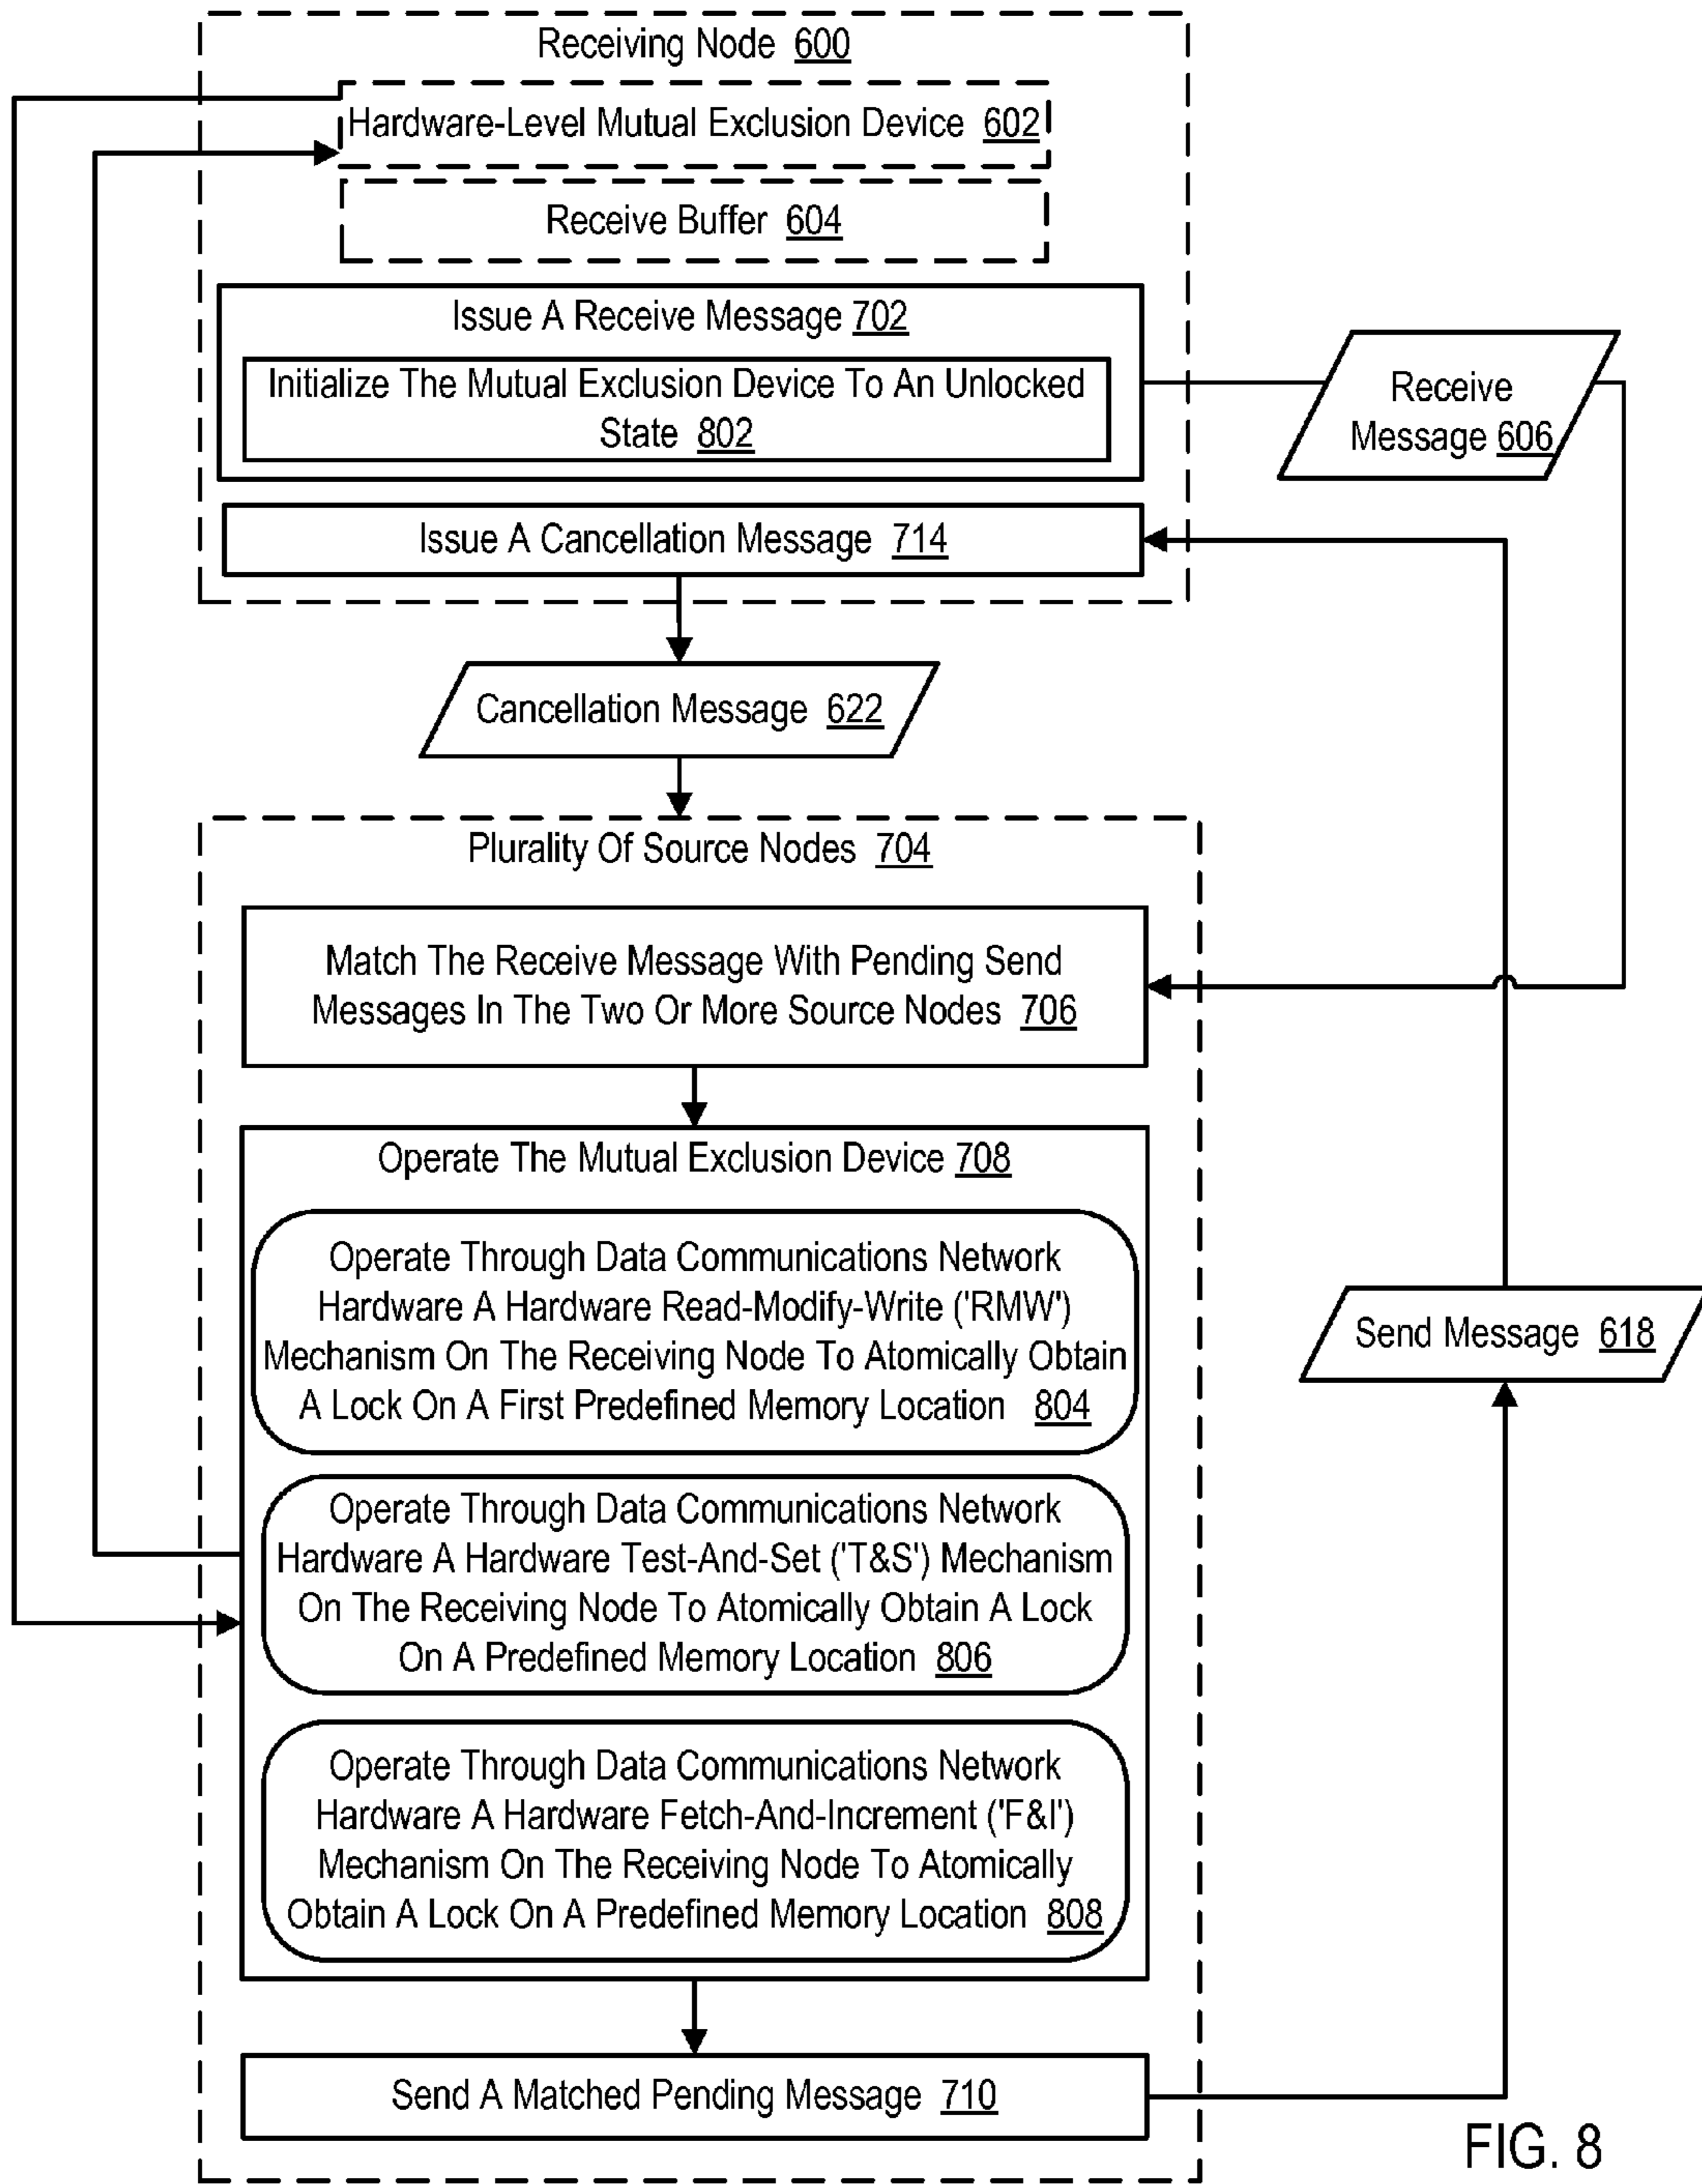 Receiving Node 600
Hardware-Level Mutual Exclusion Device 602
Receive Buffer 604
Issue A Receive Message 702
Initialize The Mutual Exclusion Device To An Unlocked
State 802
Receive
Message 606
Issue A Cancellation Message 714
Cancellation Message 622
Plurality Of Source Nodes 704
Match The Receive Message With Pending Send
Messages In The Two Or More Source Nodes 706
Operate The Mutual Exclusion Device 708
Operate Through Data Communications Network
Hardware A Hardware Read-Modify-Write ('RMW')
Mechanism On The Receiving Node To Atomically Obtain
A Lock On A First Predefined Memory Location 804
Send Message 618
Operate Through Data Communications Network
Hardware A Hardware Test-And-Set ('T&S') Mechanism
On The Receiving Node To Atomically Obtain A Lock
On A Predefined Memory Location 806
Operate Through Data Communications Network
Hardware A Hardware Fetch-And-Increment ('F&I')
Mechanism On The Receiving Node To Atomically
Obtain A Lock On A Predefined Memory Location 808
Send A Matched Pending Message 710
FIG. 8